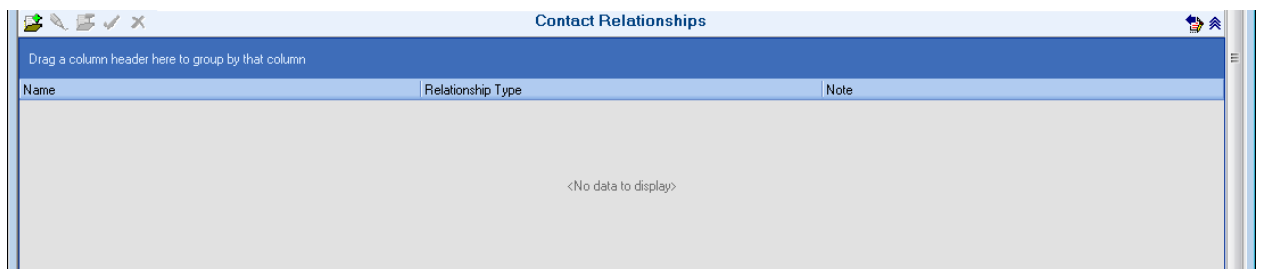 Contact Relationships
Drag a column header here to group by that column
Name Relationship Type Note
<No data to display>